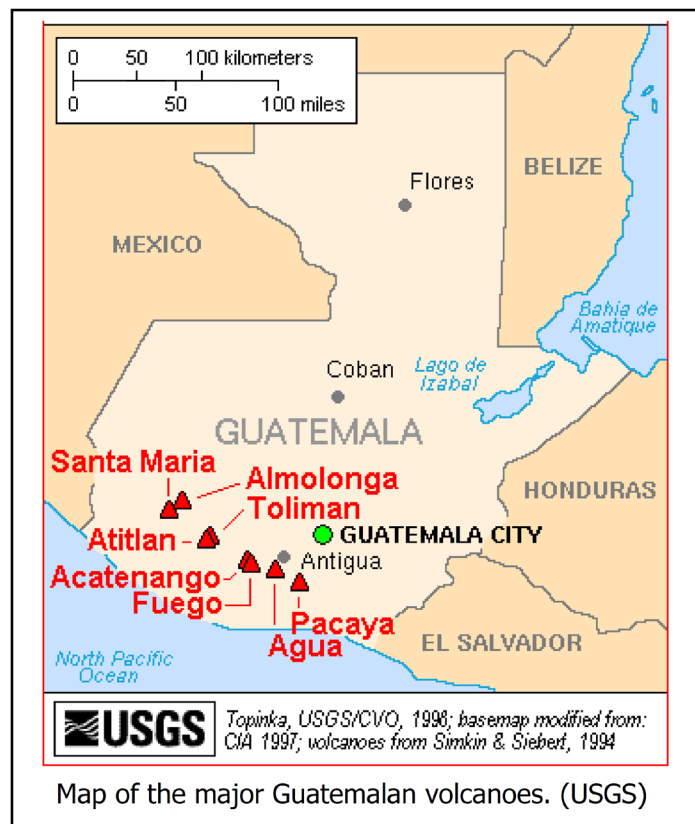 0 50 100 kilometers
0 50 100 miles
Flores
BELIZE
MEXICO
Bahia de
Amatique
Lago de
Izabal
Coban
GUATEMALA
Santa Maria
Almolonga
Toliman
HONDURAS
Atitlan
GUATEMALA CITY
Antigua
Acatenango
Fuego
Pacaya
Agua
EL SALVADOR
North Pacific
Ocean
USGS
Topinka, USGS/CVO, 1998; basemap modified from:
CIA 1997; volcanoes from Simkin & Siebert, 1994
Map of the major Guatemalan volcanoes. (USGS)